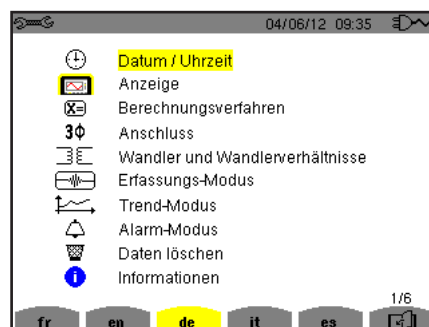 04/06/12 09:35
Datum / Uhrzeit
Anzeige
X= Berechnungsverfahren
3Φ Anschluss
Wandler und Wandlerverhältnisse
Erfassungs-Modus
Trend-Modus
Alarm-Modus
Daten löschen
i Informationen
1/6
fr en de it es